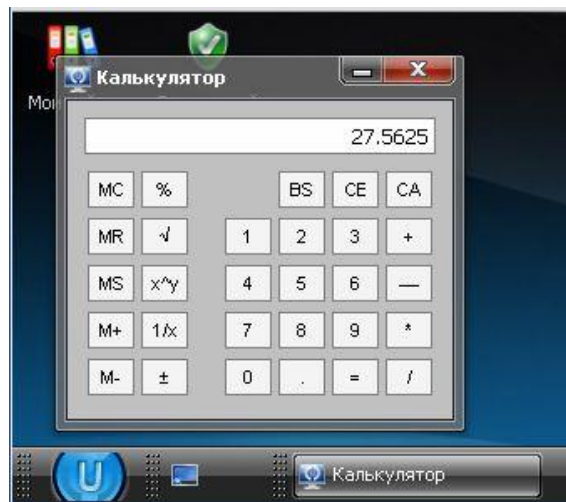 Калькулятор
27.5625
MC % BS CE CA
MR √ 1 2 3 +
MS x^y 4 5 6 —
M+ 1/x 7 8 9 *
M- ± 0 . = /
U
Калькулятор